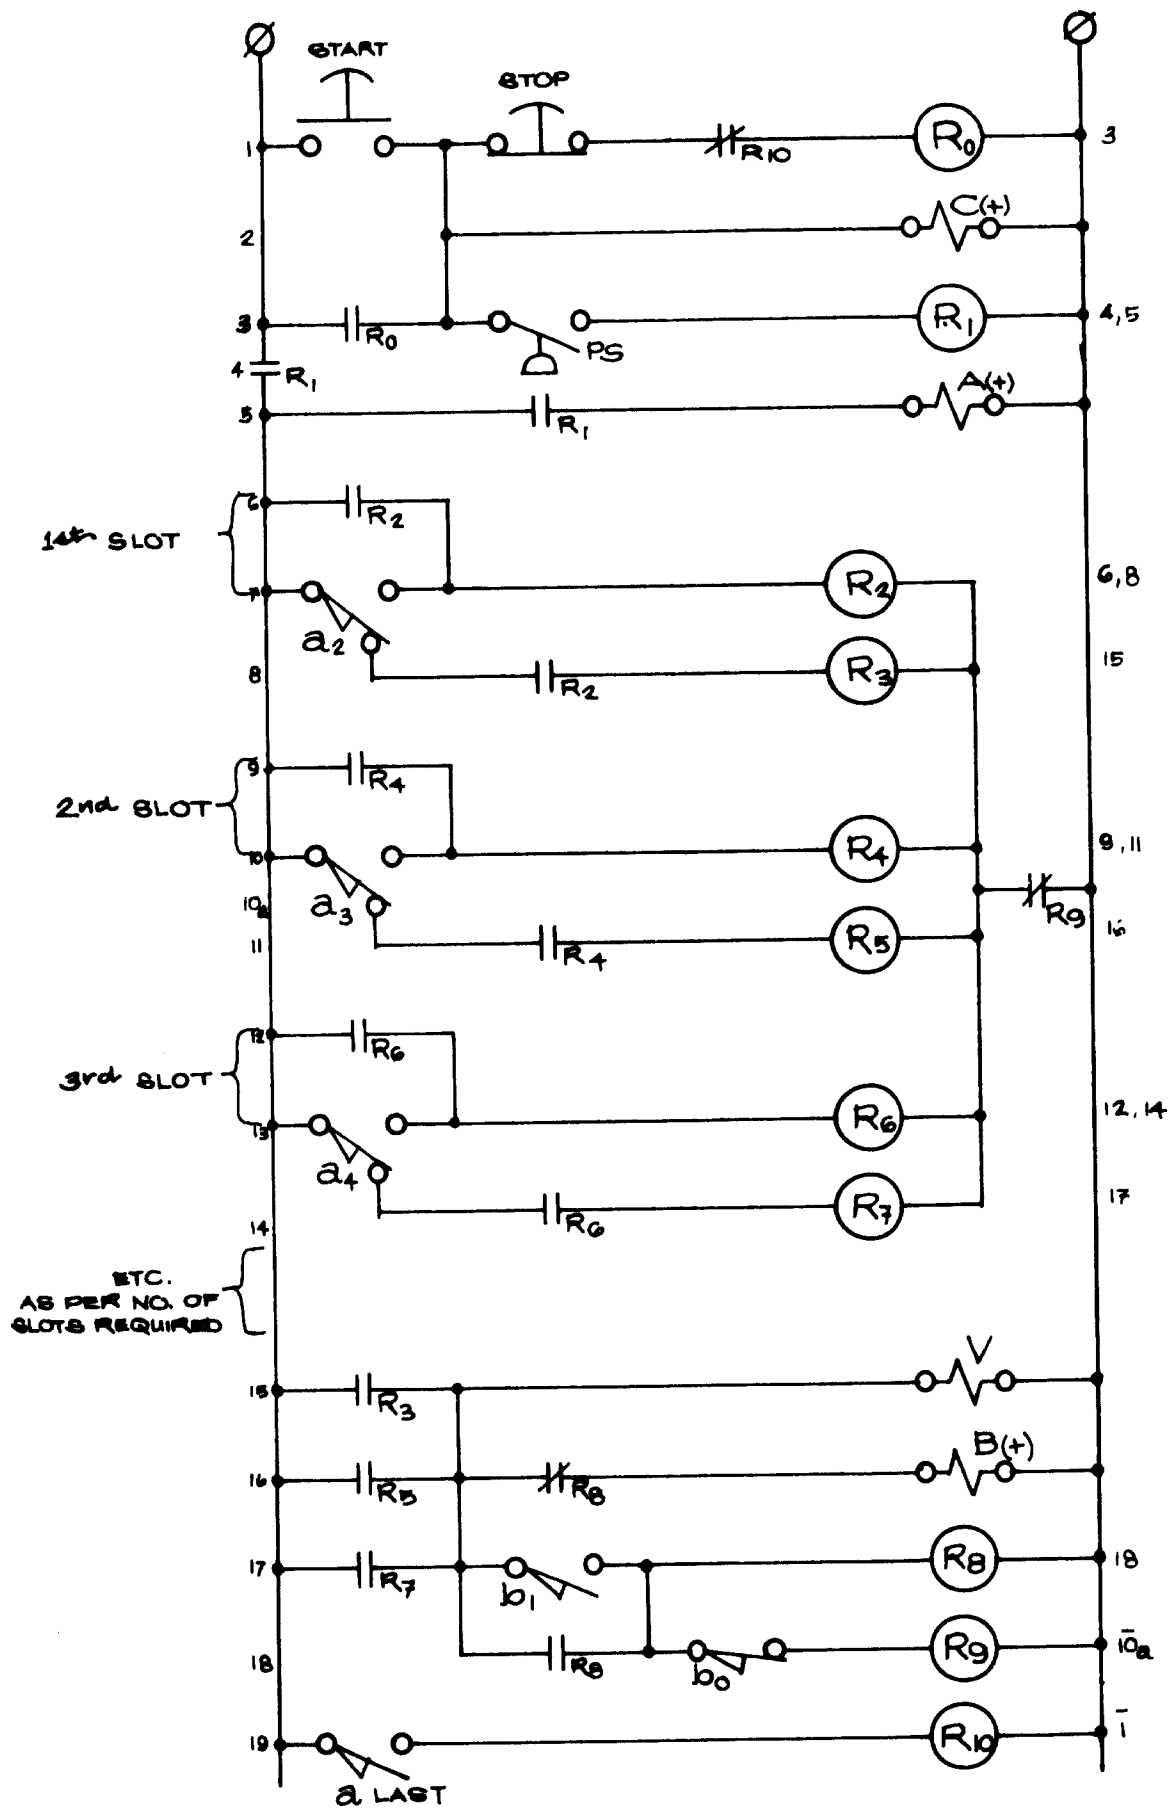 START
STOP
1 R10 R0 3
2 C(+)
3 R0 PS R1 4,5
4 R1
5 R1 A(+)
6 R2
1st SLOT
7 a2 R2 6,8
8 R2 R3 15
9 R4
2nd SLOT
10 a3 R4 9,11
10a R9
11 R4 R5 16
12 R6
3rd SLOT
13 a4 R6 12,14
14 R6 R7 17
ETC.
AS PER NO. OF
SLOTS REQUIRED
15 R3 V
16 R5 R8 B(+)
17 R7 b1 R8 18
18 R8 b0 R9 10a
19 a LAST R10 1